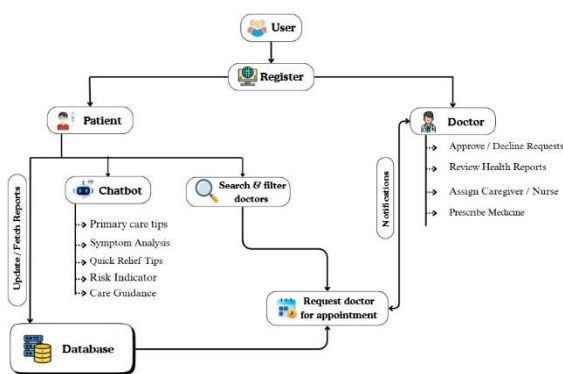 User
Register
Patient
Doctor
Approve / Decline Requests
Review Health Reports
Assign Caregiver / Nurse
Prescribe Medicine
Notifications
Update / Fetch Reports
Chatbot
Primary care tips
Symptom Analysis
Quick Relief Tips
Risk Indicator
Care Guidance
Search & filter
doctors
Request doctor
for appointment
Database